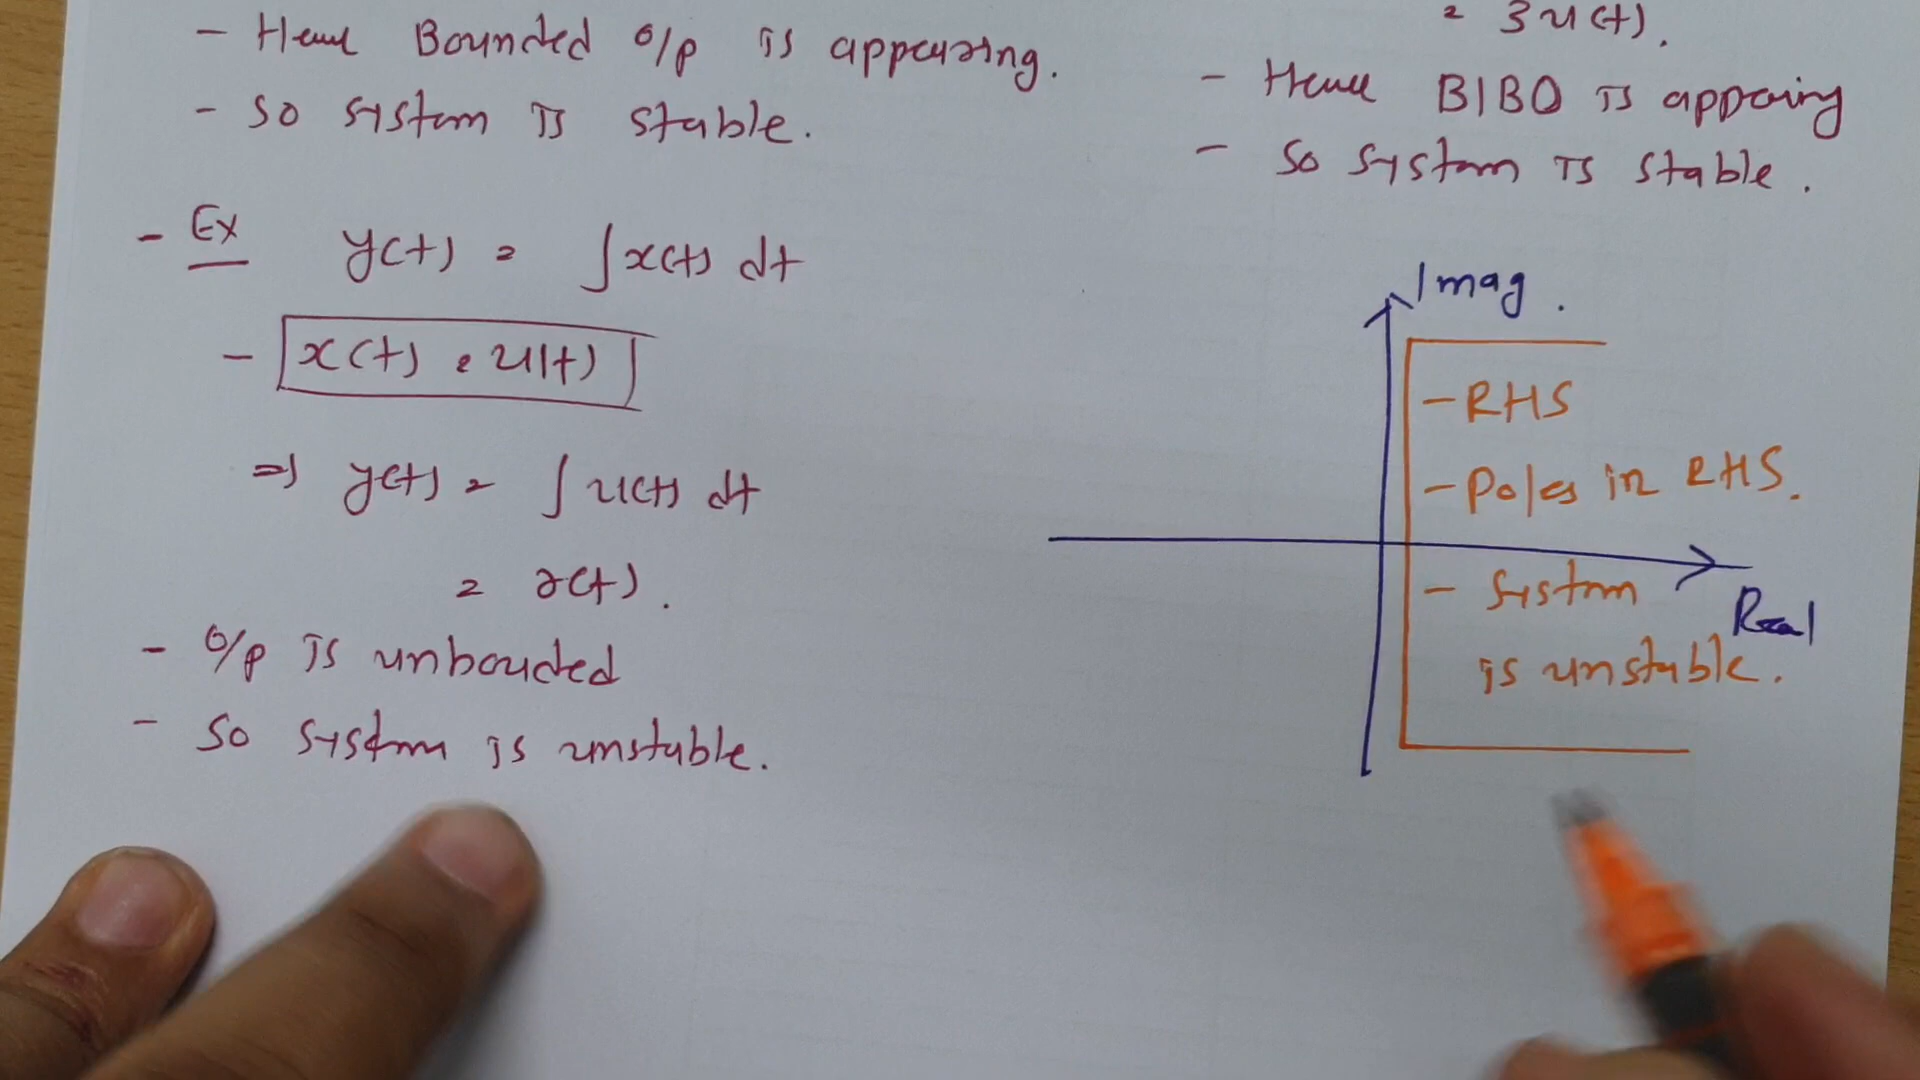 - Hence Bounded O/p is appearing.
- So system is stable.
- Ex y(t) = ∫x(t) dt
- x(t) = u(t)
=) y(t) = ∫ u(t) dt
= r(t).
- O/p is unbouded
- So system is unstable.
= 3u(t).
- Hence BIBO is appearing
- So system is stable.
Imag.
- RHS
- Poles in RHS.
- System
is unstable.
Real